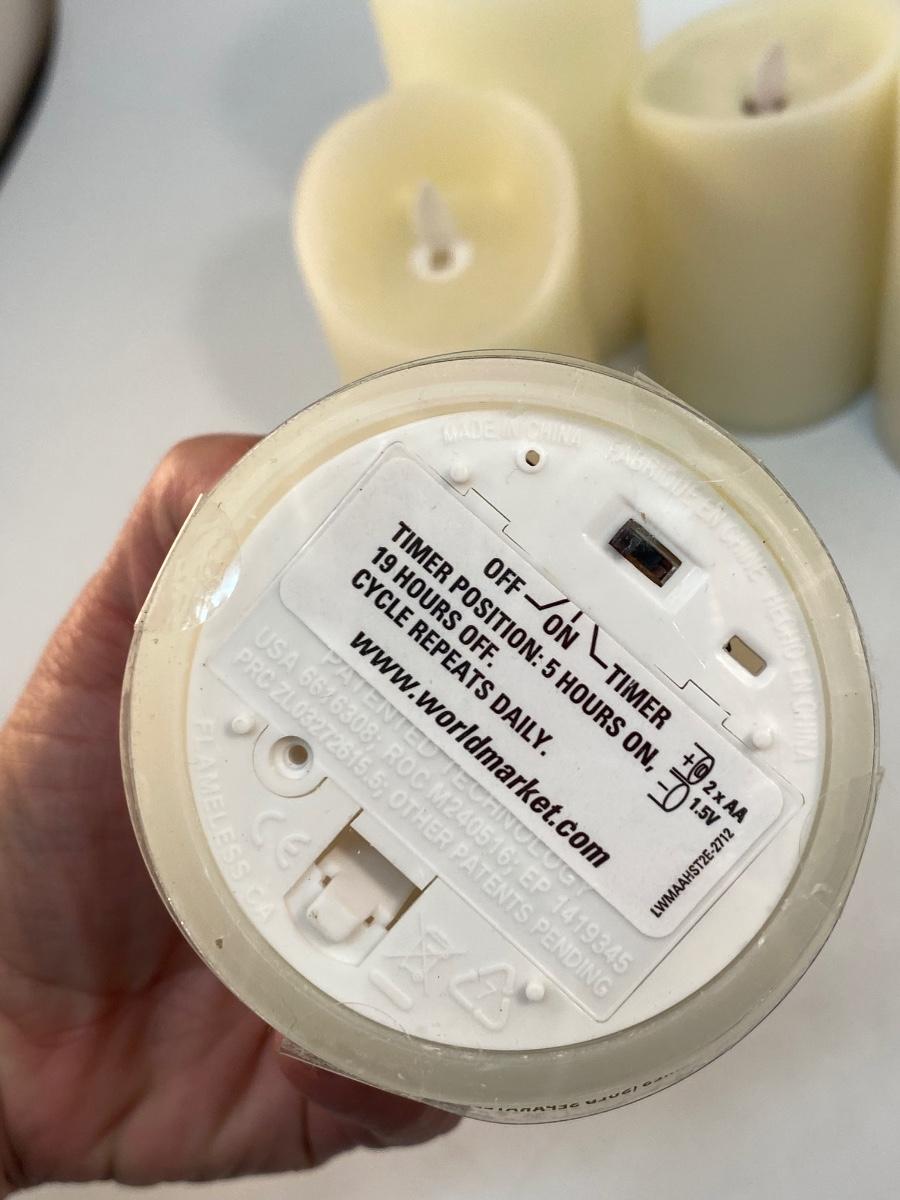 MADE IN CHINA FABRIQUÉ EN CHINE HECHO EN CHINA
OFF ON TIMER
TIMER POSITION: 5 HOURS ON,
19 HOURS OFF.
CYCLE REPEATS DAILY.
www.worldmarket.com
+
-
2 x AA
1.5V
LWMAAHST2E-2712
PATENTED TECHNOLOGY
USA 6616308; ROC M240516; EP 1419345
PRC ZL03272615.5; OTHER PATENTS PENDING
CE
FLAMELESS CA